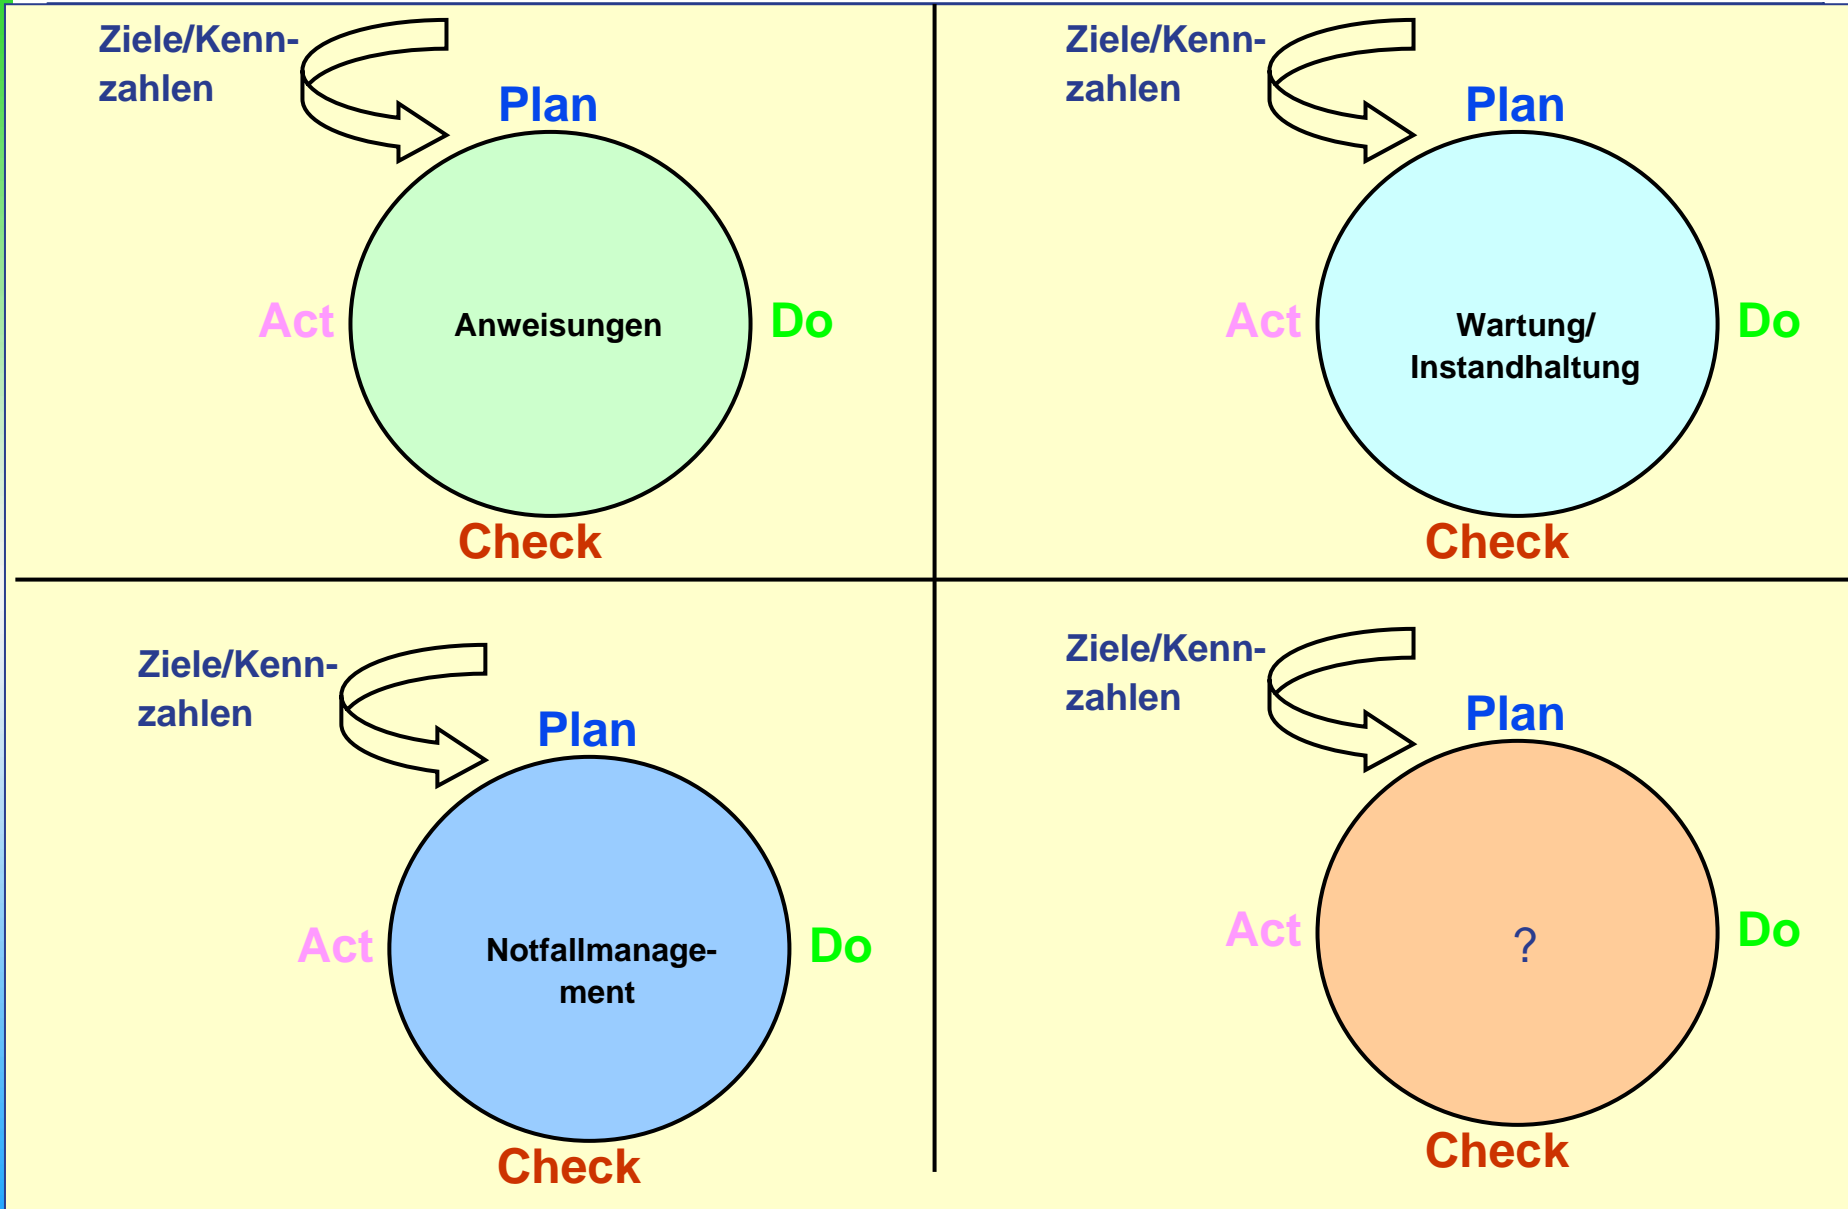 Ziele/Kenn-
zahlen
Plan
Act
Anweisungen
Do
Check
Ziele/Kenn-
zahlen
Plan
Act
Wartung/
Instandhaltung
Do
Check
Ziele/Kenn-
zahlen
Plan
Act
Notfallmanage-
ment
Do
Check
Ziele/Kenn-
zahlen
Plan
Act
?
Do
Check